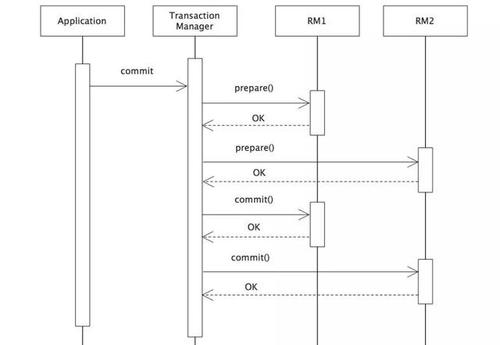 Application
Transaction
Manager
RM1
RM2
commit
prepare()
OK
prepare()
OK
commit()
OK
commit()
OK